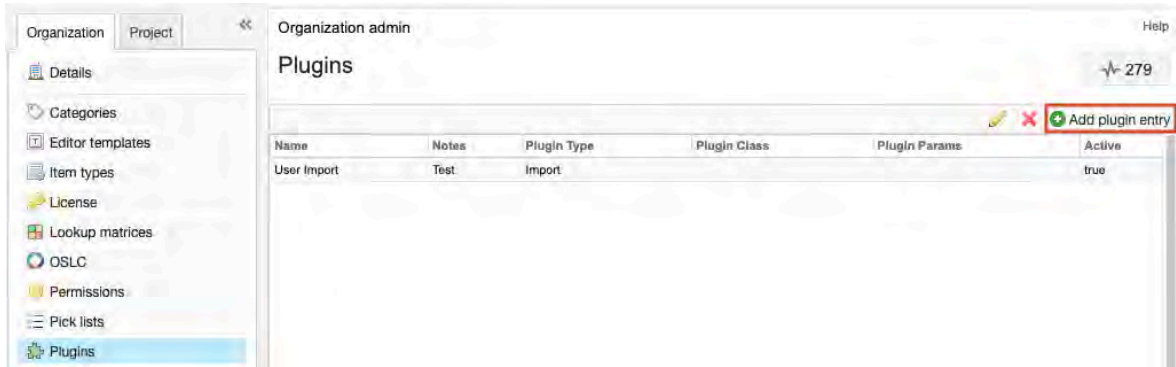 Organization Project «
Organization admin Help
Details
Plugins 279
Categories
Add plugin entry
Editor templates
Name Notes Plugin Type Plugin Class Plugin Params Active
Item types
User Import Test Import true
License
Lookup matrices
OSLC
Permissions
Pick lists
Plugins